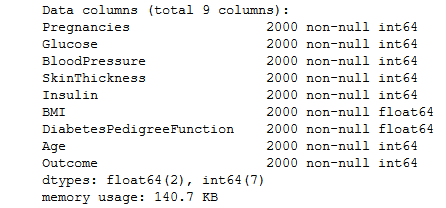 Data columns (total 9 columns):
Pregnancies                 2000 non-null int64
Glucose                     2000 non-null int64
BloodPressure               2000 non-null int64
SkinThickness               2000 non-null int64
Insulin                     2000 non-null int64
BMI                         2000 non-null float64
DiabetesPedigreeFunction    2000 non-null float64
Age                         2000 non-null int64
Outcome                     2000 non-null int64
dtypes: float64(2), int64(7)
memory usage: 140.7 KB